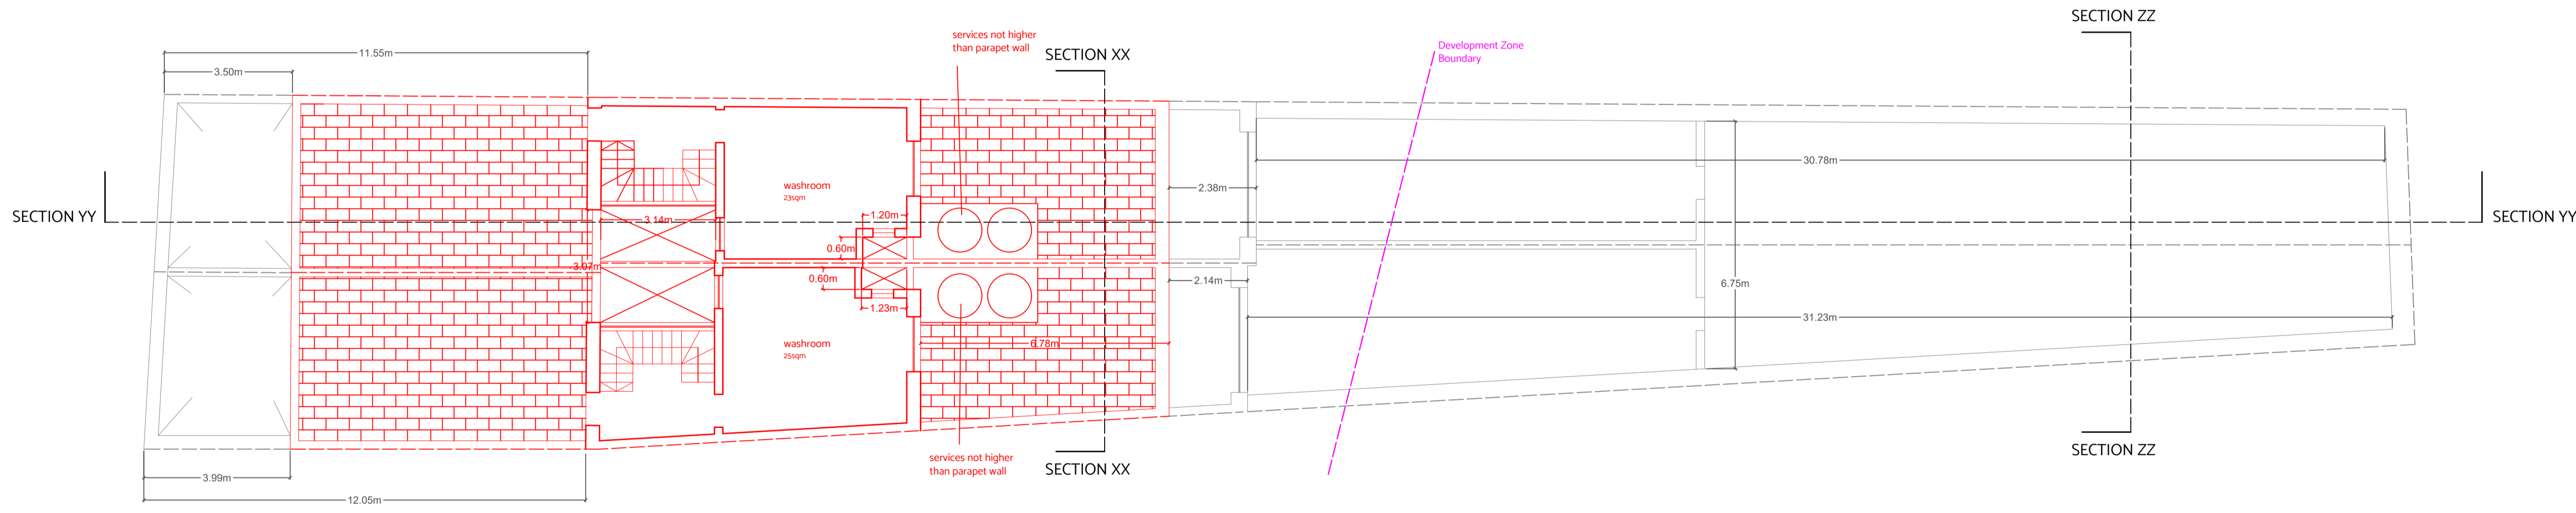 SECTION ZZ
services not higher
than parapet wall
SECTION XX
Development Zone
Boundary
11.55m
3.50m
30.78m
washroom
23sqm
2.38m
SECTION YY
SECTION YY
1.20m
3.14m
0.60m
3.07m
0.60m
2.14m
6.75m
1.23m
31.23m
washroom
25sqm
6.78m
SECTION ZZ
services not higher
than parapet wall
SECTION XX
3.99m
12.05m